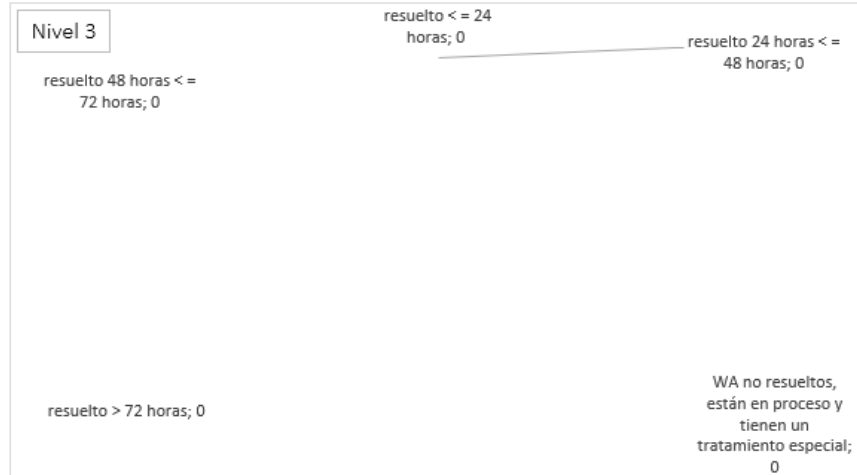 Nivel 3
resuelto < = 24
horas; 0
resuelto 24 horas < =
48 horas; 0
resuelto 48 horas < =
72 horas; 0
resuelto > 72 horas; 0
WA no resueltos,
están en proceso y
tienen un
tratamiento especial;
0